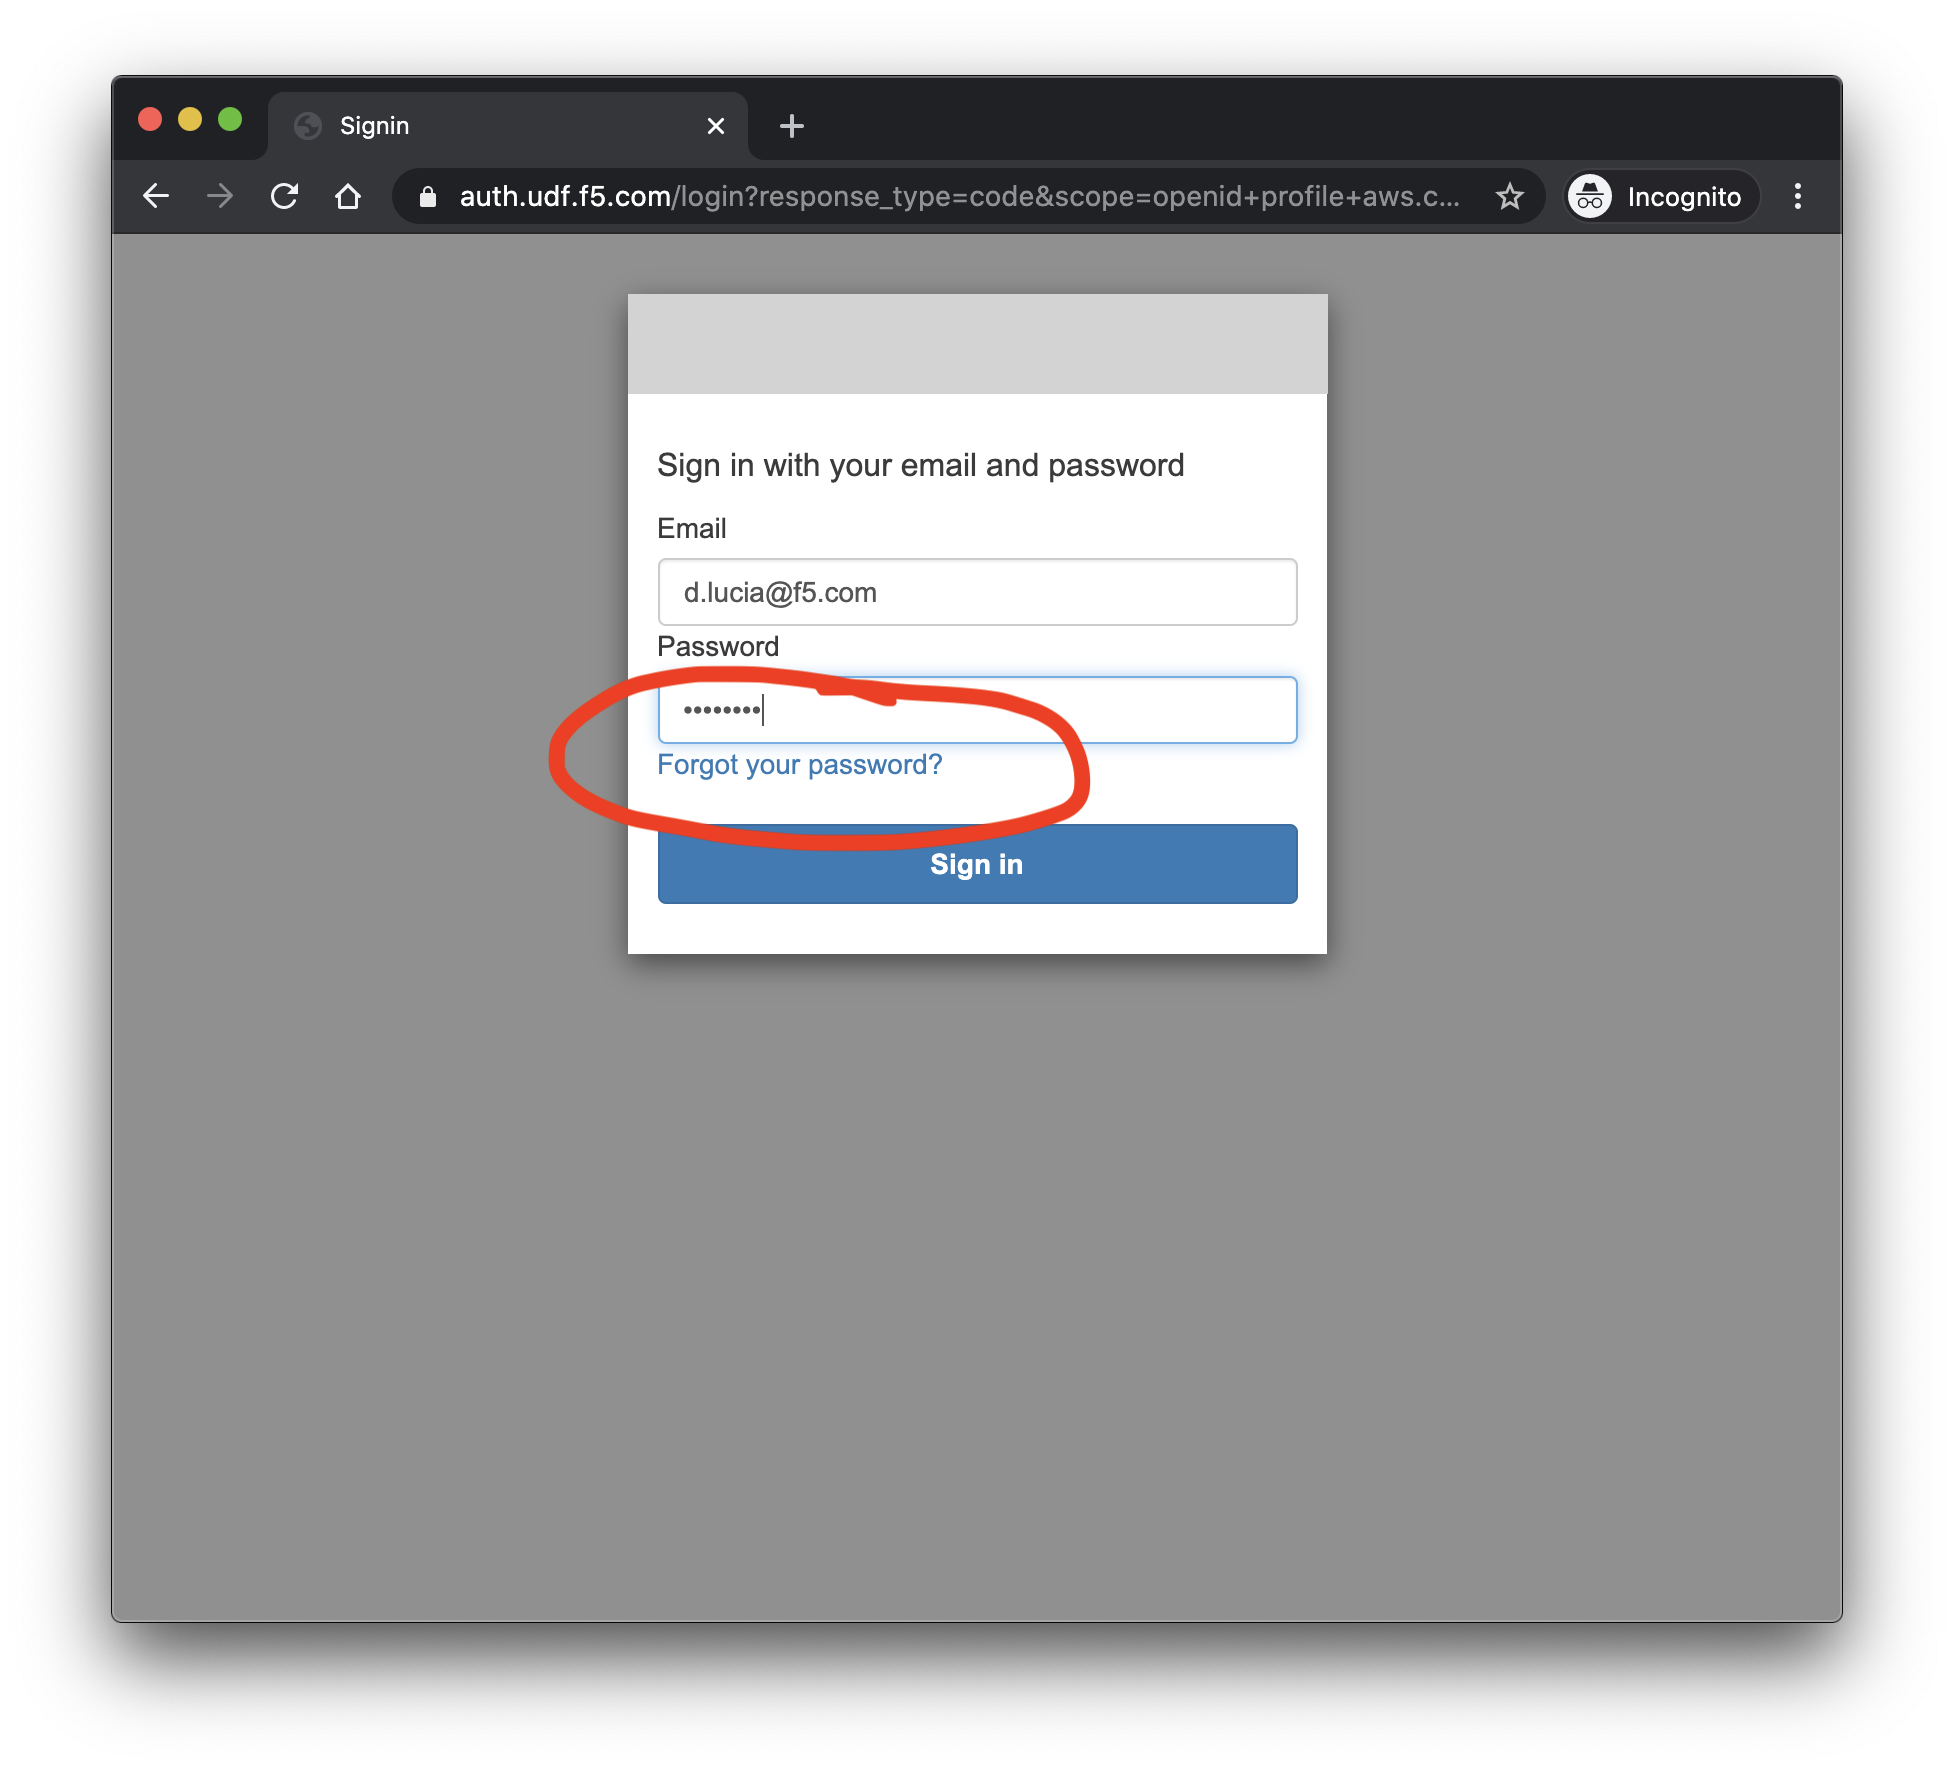 Signin
auth.udf.f5.com/login?response_type=code&scope=openid+profile+aws.c...
Incognito
Sign in with your email and password
Email
d.lucia@f5.com
Password
••••••••
Forgot your password?
Sign in